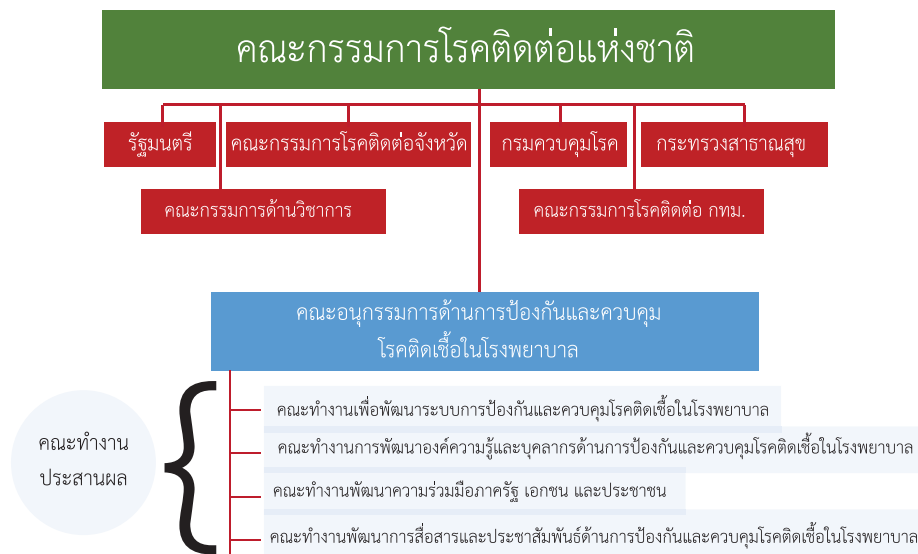 คณะกรรมการโรคติดต่อแห่งชาติ
รัฐมนตรี
คณะกรรมการโรคติดต่อจังหวัด
กรมควบคุมโรค
กระทรวงสาธาณสุข
คณะกรรมการด้านวิชาการ
คณะกรรมการโรคติดต่อ กทม.
คณะอนุกรรมการด้านการป้องกันและควบคุม
โรคติดเชื้อในโรงพยาบาล
คณะทำงาน
ประสานผล
คณะทำงานเพื่อพัฒนาระบบการป้องกันและควบคุมโรคติดเชื้อในโรงพยาบาล
คณะทำงานการพัฒนาองค์ความรู้และบุคลากรด้านการป้องกันและควบคุมโรคติดเชื้อในโรงพยาบาล
คณะทำงานพัฒนาความร่วมมือภาครัฐ เอกชน และประชาชน
คณะทำงานพัฒนาการสื่อสารและประชาสัมพันธ์ด้านการป้องกันและควบคุมโรคติดเชื้อในโรงพยาบาล